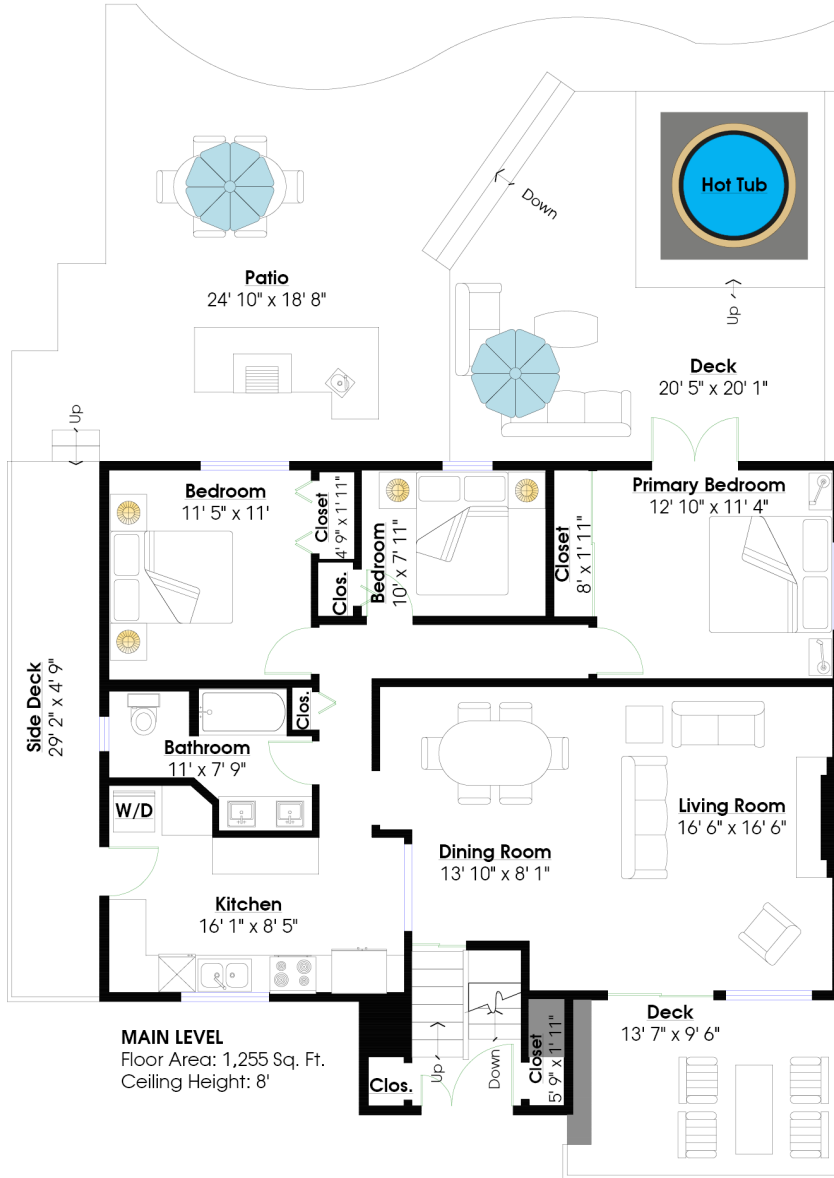 Hot Tub
Down
Patio
24' 10" x 18' 8"
Up
Deck
20' 5" x 20' 1"
Up
Bedroom
11' 5" x 11'
Closet
4' 9" x 1' 11"
Clos.
Bedroom
10' x 7' 11"
Closet
8' x 1' 11"
Primary Bedroom
12' 10" x 11' 4"
Side Deck
29' 2" x 4' 9"
Clos.
Bathroom
11' x 7' 9"
W/D
Kitchen
16' 1" x 8' 5"
Dining Room
13' 10" x 8' 1"
Living Room
16' 6" x 16' 6"
MAIN LEVEL
Floor Area: 1,255 Sq. Ft.
Ceiling Height: 8'
Clos.
Up
Down
Closet
5' 9" x 1' 11"
Deck
13' 7" x 9' 6"